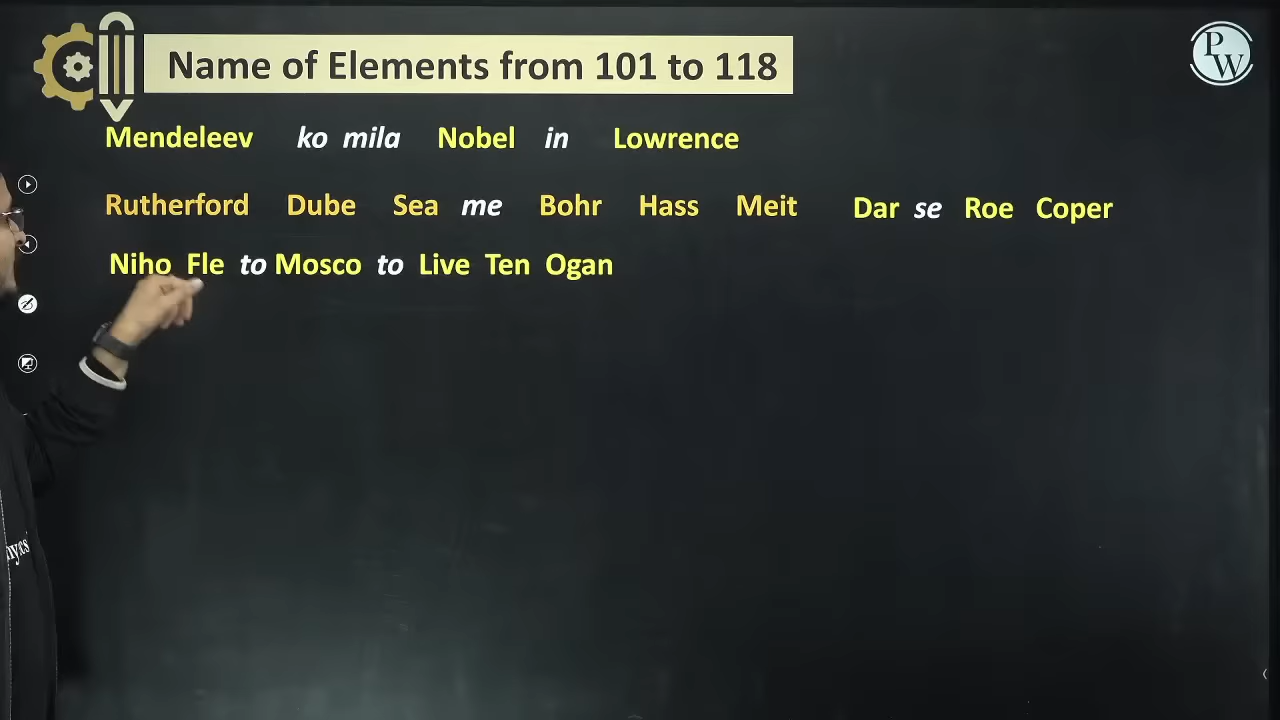 Name of Elements from 101 to 118
PW
Mendeleev ko mila Nobel in Lowrence
Rutherford Dube Sea me Bohr Hass Meit Dar se Roe Coper
Niho Fle to Mosco to Live Ten Ogan